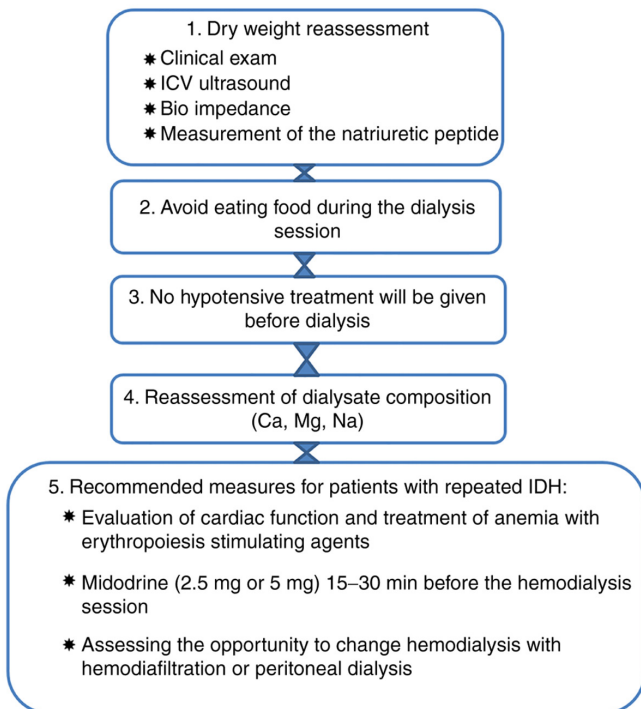 1. Dry weight reassessment
✷ Clinical exam
✷ ICV ultrasound
✷ Bio impedance
✷ Measurement of the natriuretic peptide
2. Avoid eating food during the dialysis
session
3. No hypotensive treatment will be given
before dialysis
4. Reassessment of dialysate composition
(Ca, Mg, Na)
5. Recommended measures for patients with repeated IDH:
✷ Evaluation of cardiac function and treatment of anemia with
erythropoiesis stimulating agents
✷ Midodrine (2.5 mg or 5 mg) 15–30 min before the hemodialysis
session
✷ Assessing the opportunity to change hemodialysis with
hemodiafiltration or peritoneal dialysis